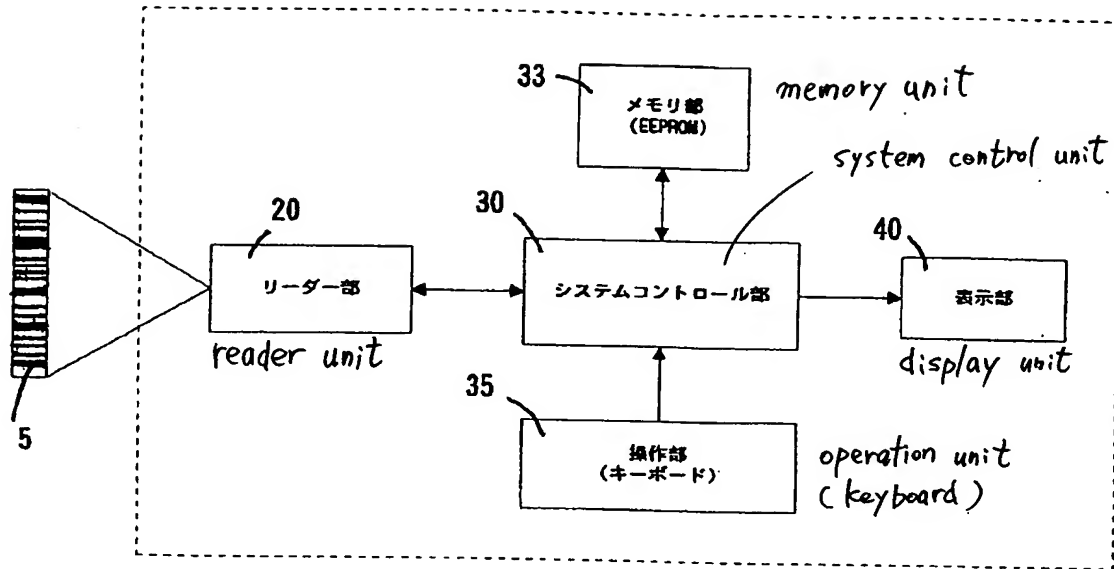 33
メモリ部
(EEPROM)
memory unit
system control unit
20
リーダー部
reader unit
30
システムコントロール部
40
表示部
display unit
5
35
操作部
(キーボード)
operation unit
(keyboard)